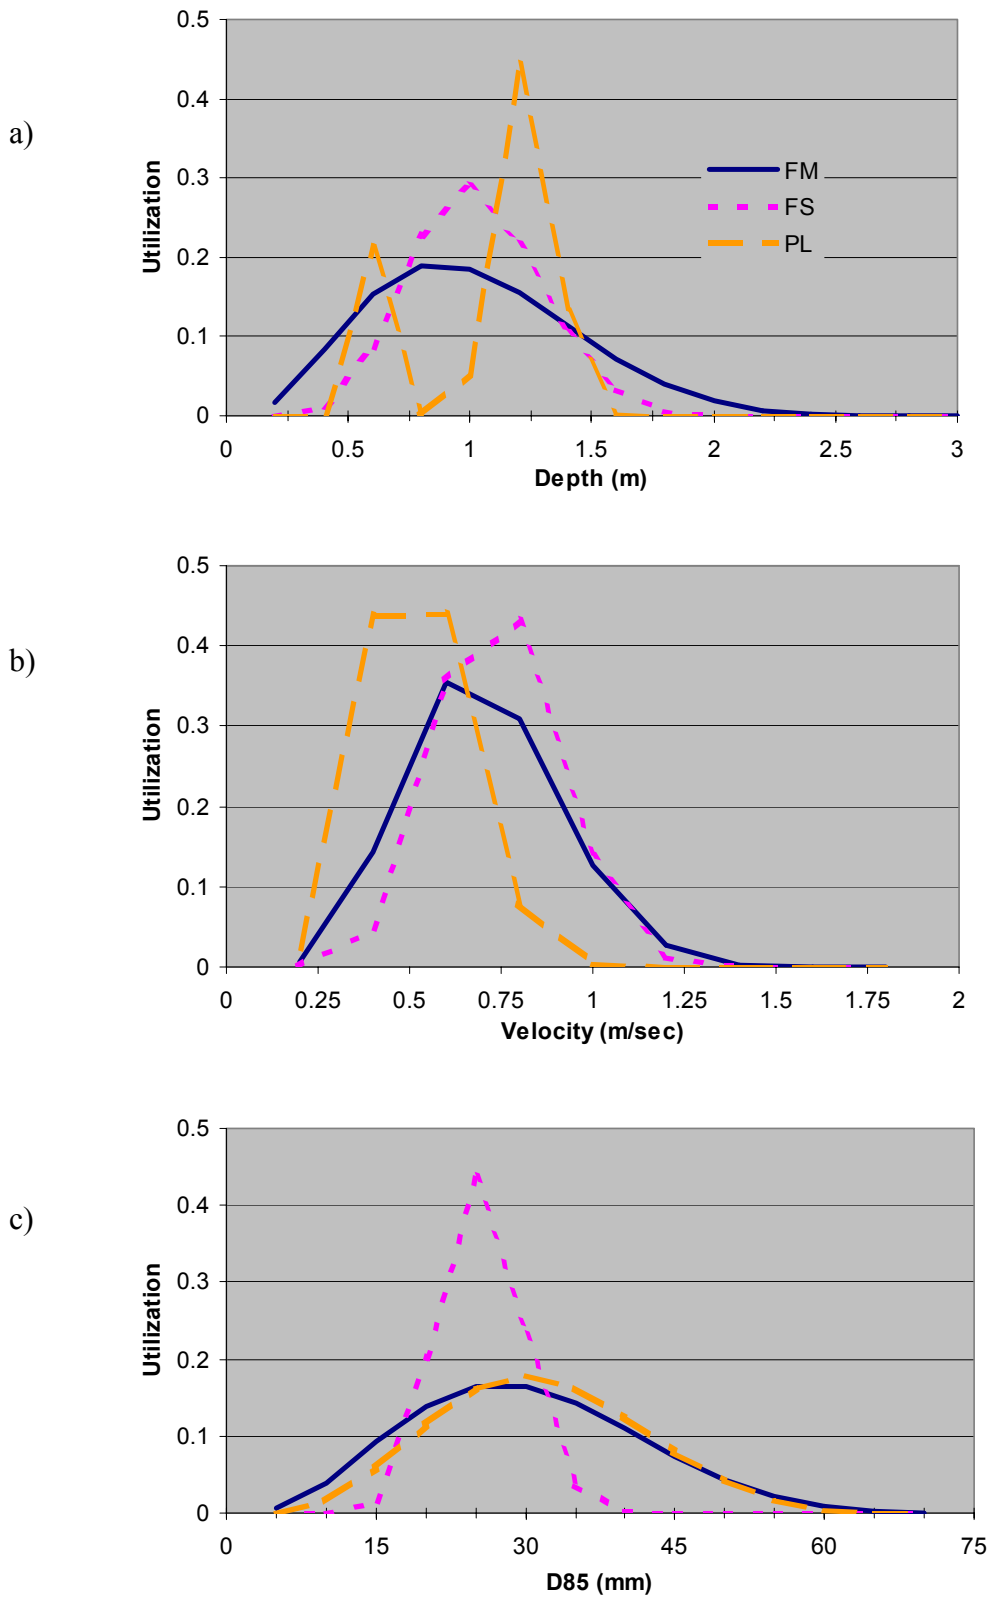 a)
0.5
0.4
0.3
0.2
0.1
0
Utilization
FM
FS
PL
0 0.5 1 1.5 2 2.5 3
Depth (m)
b)
0.5
0.4
0.3
0.2
0.1
0
Utilization
0 0.25 0.5 0.75 1 1.25 1.5 1.75 2
Velocity (m/sec)
c)
0.5
0.4
0.3
0.2
0.1
0
Utilization
0 15 30 45 60 75
D85 (mm)